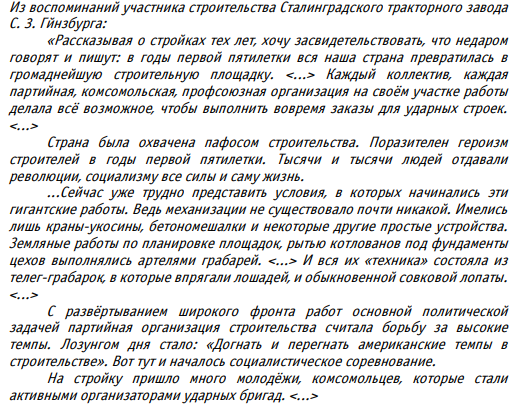 Из воспоминаний участника строительства Сталинградского тракторного завода
С. З. Гйнзбурга:
«Рассказывая о стройках тех лет, хочу засвидетельствовать, что недаром
говорят и пишут: в годы первой пятилетки вся наша страна превратилась в
громаднейшую строительную площадку. <...> Каждый коллектив, каждая
партийная, комсомольская, профсоюзная организация на своём участке работы
делала всё возможное, чтобы выполнить вовремя заказы для ударных строек.
<...>
Страна была охвачена пафосом строительства. Поразителен героизм
строителей в годы первой пятилетки. Тысячи и тысячи людей отдавали
революции, социализму все силы и саму жизнь.
...Сейчас уже трудно представить условия, в которых начинались эти
гигантские работы. Ведь механизации не существовало почти никакой. Имелись
лишь краны-укосины, бетономешалки и некоторые другие простые устройства.
Земляные работы по планировке площадок, рытью котлованов под фундаменты
цехов выполнялись артелями грабарей. <...> И вся их «техника» состояла из
телег-грабарок, в которые впрягали лошадей, и обыкновенной совковой лопаты.
<...>
С развёртыванием широкого фронта работ основной политической
задачей партийная организация строительства считала борьбу за высокие
темпы. Лозунгом дня стало: «Догнать и перегнать американские темпы в
строительстве». Вот тут и началось социалистическое соревнование.
На стройку пришло много молодёжи, комсомольцев, которые стали
активными организаторами ударных бригад. <...>